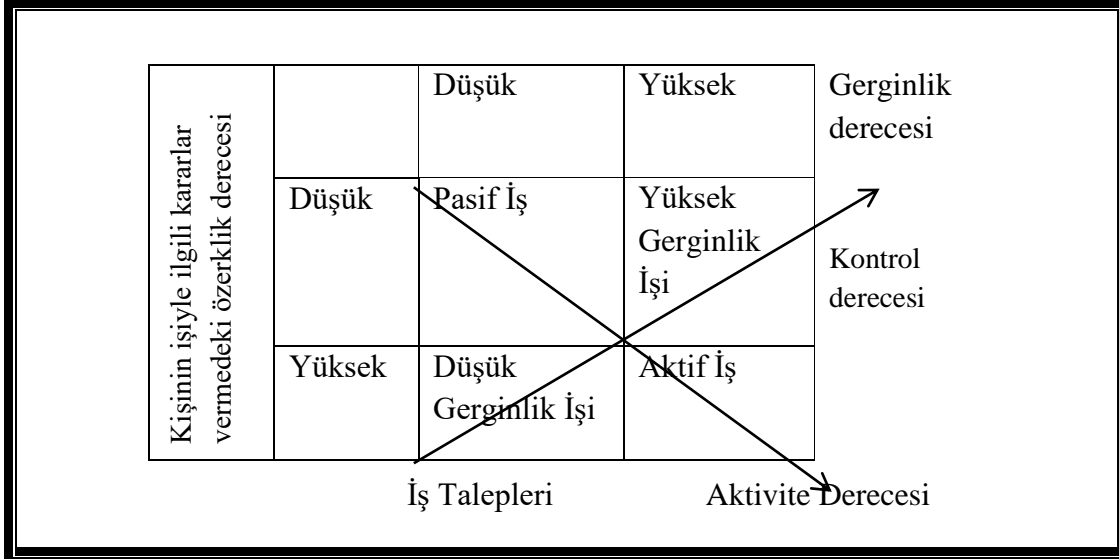 Kişinin işiyle ilgili kararlar
vermedeki özerklik derecesi
Düşük
Yüksek
Gerginlik
derecesi
Düşük
Pasif İş
Yüksek
Gerginlik
İşi
Kontrol
derecesi
Yüksek
Düşük
Gerginlik İşi
Aktif İş
İş Talepleri
Aktivite Derecesi